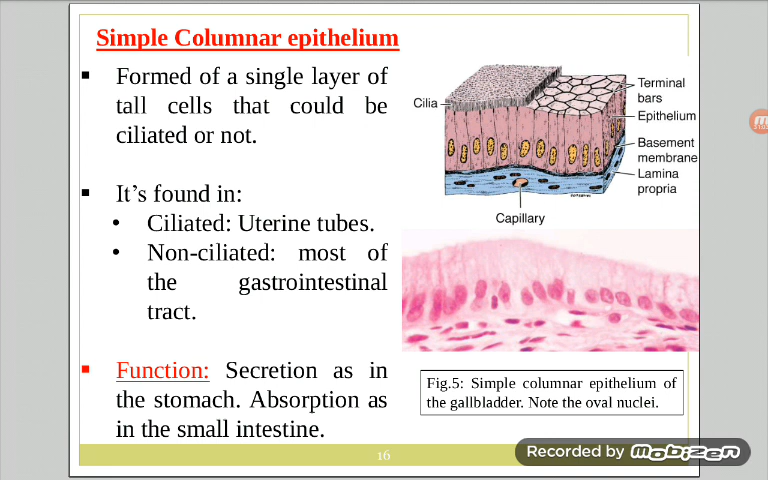 Simple Columnar epithelium
▪ Formed of a single layer of
tall cells that could be
ciliated or not.
▪ It's found in:
• Ciliated: Uterine tubes.
• Non-ciliated: most of
the gastrointestinal
tract.
▪ Function: Secretion as in
the stomach. Absorption as
in the small intestine.
Cilia
Terminal
bars
Epithelium
Basement
membrane
Lamina
propria
Capillary
Fig.5: Simple columnar epithelium of
the gallbladder. Note the oval nuclei.
16
Recorded by mobizen